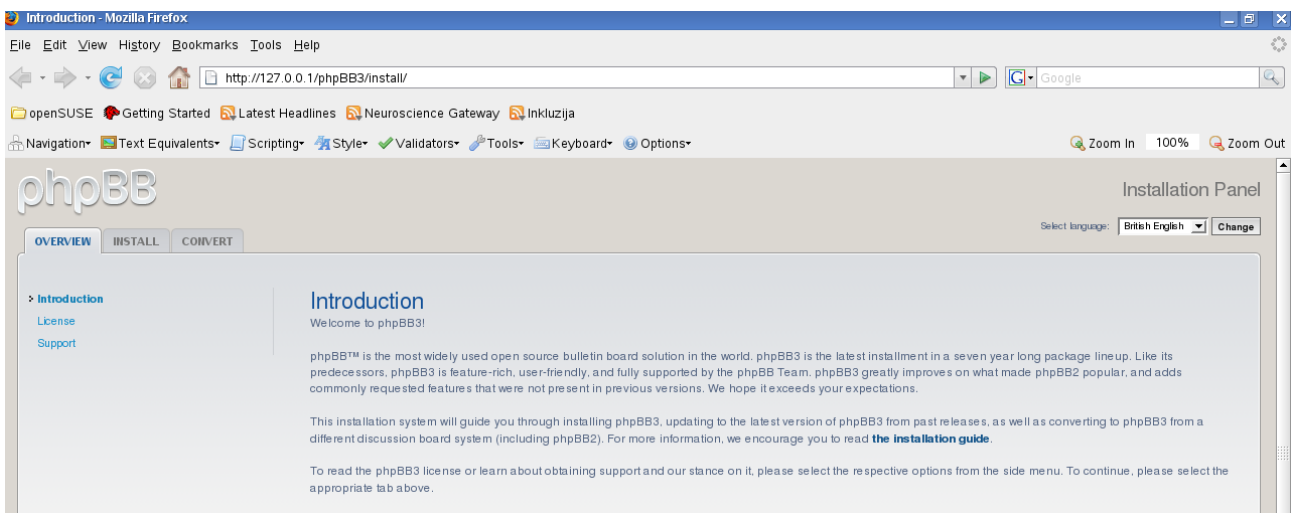 Introduction - Mozilla Firefox
File Edit View History Bookmarks Tools Help
http://127.0.0.1/phpBB3/install/ G Google
openSUSE Getting Started Latest Headlines Neuroscience Gateway Inkluzija
Navigation Text Equivalents Scripting Style Validators Tools Keyboard Options Zoom In 100% Zoom Out
phpBB Installation Panel
Select language: British English Change
OVERVIEW INSTALL CONVERT
Introduction
License
Support
Introduction
Welcome to phpBB3!
phpBB™ is the most widely used open source bulletin board solution in the world. phpBB3 is the latest installment in a seven year long package lineup. Like its
predecessors, phpBB3 is feature-rich, user-friendly, and fully supported by the phpBB Team. phpBB3 greatly improves on what made phpBB2 popular, and adds
commonly requested features that were not present in previous versions. We hope it exceeds your expectations.
This installation system will guide you through installing phpBB3, updating to the latest version of phpBB3 from past releases, as well as converting to phpBB3 from a
different discussion board system (including phpBB2). For more information, we encourage you to read the installation guide.
To read the phpBB3 license or learn about obtaining support and our stance on it, please select the respective options from the side menu. To continue, please select the
appropriate tab above.